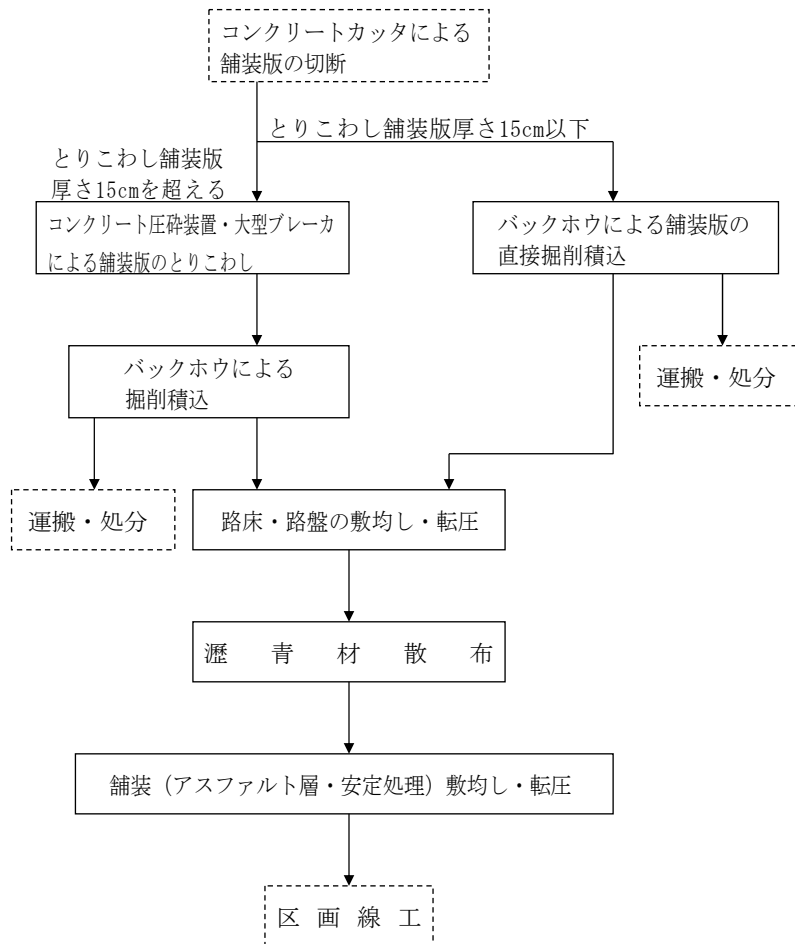 コンクリートカッタによる
舗装版の切断
とりこわし舗装版厚さ15cm以下
とりこわし舗装版
厚さ15cmを超える
コンクリート圧砕装置・大型ブレーカ
による舗装版のとりこわし
バックホウによる舗装版の
直接掘削積込
バックホウによる
掘削積込
運搬・処分
運搬・処分
路床・路盤の敷均し・転圧
瀝青材散布
舗装（アスファルト層・安定処理）敷均し・転圧
区画線工